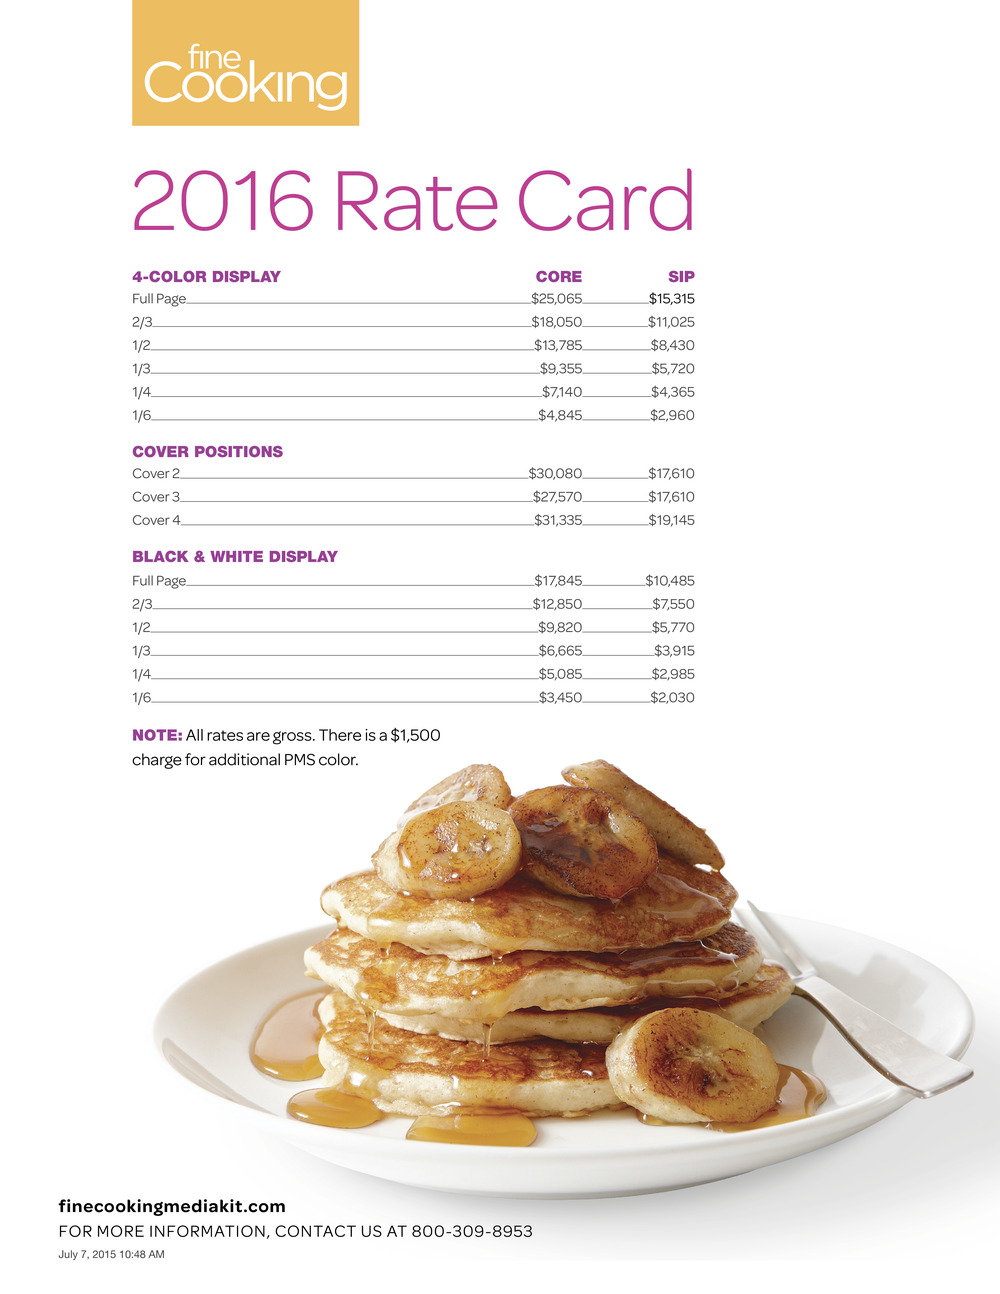 fine
Cooking
2016 Rate Card
4-COLOR DISPLAY CORE SIP
Full Page $25,065 $15,315
2/3 $18,050 $11,025
1/2 $13,785 $8,430
1/3 $9,355 $5,720
1/4 $7,140 $4,365
1/6 $4,845 $2,960
COVER POSITIONS
Cover 2 $30,080 $17,610
Cover 3 $27,570 $17,610
Cover 4 $31,335 $19,145
BLACK & WHITE DISPLAY
Full Page $17,845 $10,485
2/3 $12,850 $7,550
1/2 $9,820 $5,770
1/3 $6,665 $3,915
1/4 $5,085 $2,985
1/6 $3,450 $2,030
NOTE: All rates are gross. There is a $1,500
charge for additional PMS color.
finecookingmediakit.com
FOR MORE INFORMATION, CONTACT US AT 800-309-8953
July 7, 2015 10:48 AM